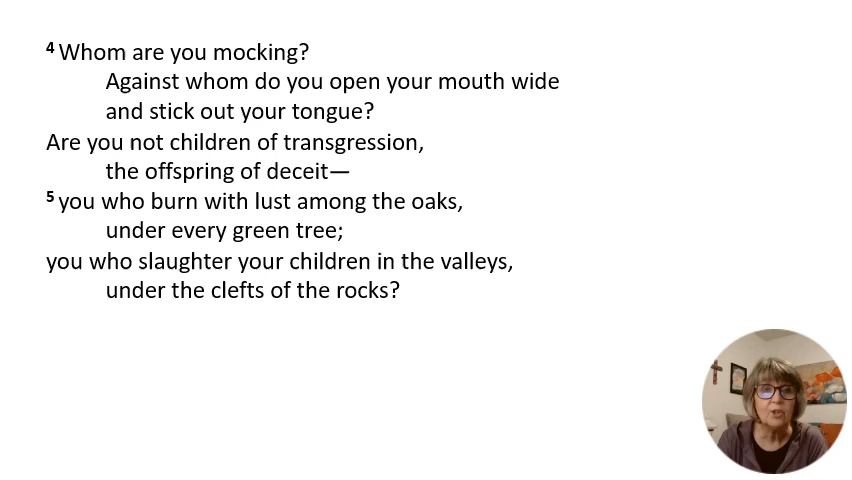 4 Whom are you mocking?
Against whom do you open your mouth wide
and stick out your tongue?
Are you not children of transgression,
the offspring of deceit—
5 you who burn with lust among the oaks,
under every green tree;
you who slaughter your children in the valleys,
under the clefts of the rocks?